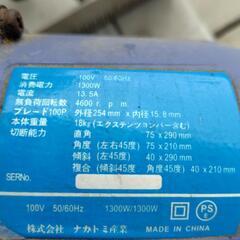 電圧 100V 50/60Hz
消費電力 1300W
電流 13.5A
無負荷回転数 4600 r. p. m
ブレード100P 外径254mm×内径15.8mm
本体重量 18kg(エクステンツョンバー含む)
切断能力 直角 75×290mm
角度(左右45度) 75×210mm
傾斜(左45度) 40×290mm
複合(傾斜45度 角度45度) 40×210mm
SERNo.
100V 50/60Hz 1300W/1300W
株式会社 ナカトミ産業
PS
E